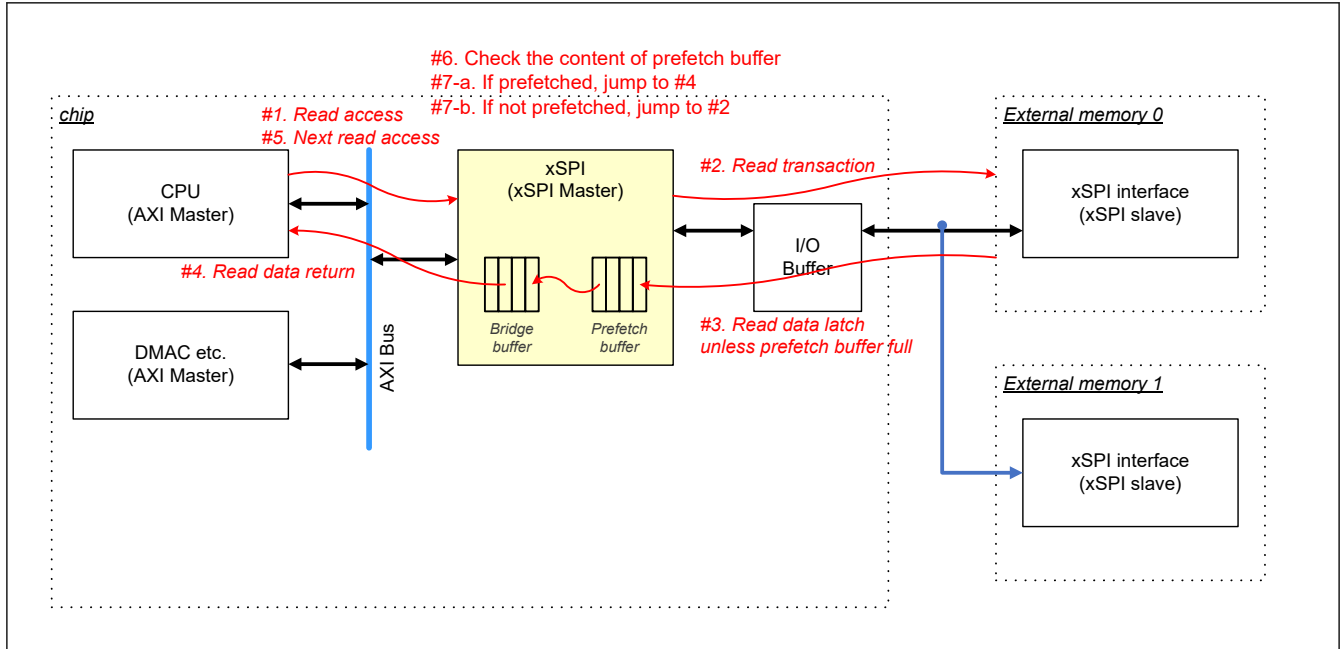 #6. Check the content of prefetch buffer
#7-a. If prefetched, jump to #4
#7-b. If not prefetched, jump to #2
chip
#1. Read access
#5. Next read access
External memory 0
CPU
(AXI Master)
xSPI
(xSPI Master)
#2. Read transaction
xSPI interface
(xSPI slave)
I/O
Buffer
#4. Read data return
Bridge
buffer
Prefetch
buffer
#3. Read data latch
unless prefetch buffer full
DMAC etc.
(AXI Master)
AXI Bus
External memory 1
xSPI interface
(xSPI slave)